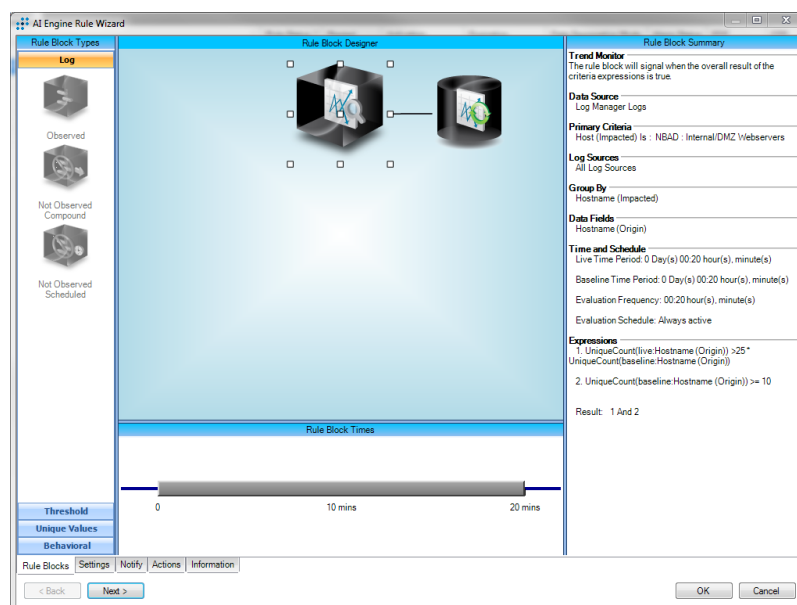 AI Engine Rule Wizard
Rule Block Types
Log
Observed
Not Observed
Compound
Not Observed
Scheduled
Threshold
Unique Values
Behavioral
Rule Block Designer
Rule Block Times
0
10 mins
20 mins
Rule Block Summary
Trend Monitor
The rule block will signal when the overall result of the
criteria expressions is true.
Data Source
Log Manager Logs
Primary Criteria
Host (Impacted) Is : NBAD : Internal/DMZ Webservers
Log Sources
All Log Sources
Group By
Hostname (Impacted)
Data Fields
Hostname (Origin)
Time and Schedule
Live Time Period: 0 Day(s) 00:20 hour(s), minute(s)
Baseline Time Period: 0 Day(s) 00:20 hour(s), minute(s)
Evaluation Frequency: 00:20 hour(s), minute(s)
Evaluation Schedule: Always active
Expressions
1. UniqueCount(live:Hostname (Origin)) >25 *
UniqueCount(baseline:Hostname (Origin))
2. UniqueCount(baseline:Hostname (Origin)) >= 10
Result: 1 And 2
Rule Blocks Settings Notify Actions Information
< Back Next > OK Cancel